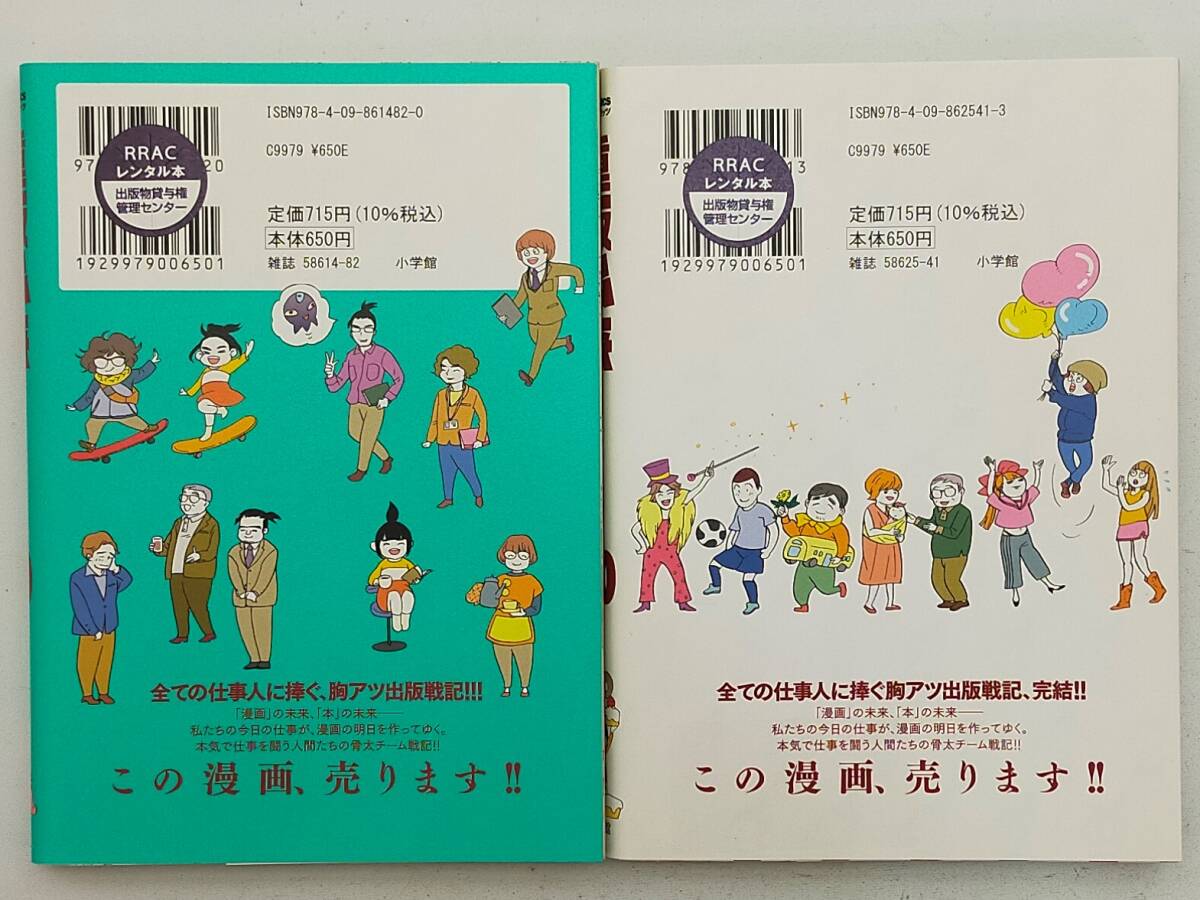 ISBN978-4-09-861482-0
C9979 ¥650E
RRAC
レンタル本
出版物貸与権
管理センター
97
20
定価715円(10%税込)
本体650円
1929979006501
雑誌 58614-82
小学館
全ての仕事人に捧ぐ、胸アツ出版戦記!!!
「漫画」の未来、「本」の未来――
私たちの今日の仕事が、漫画の明日を作ってゆく。
本気で仕事を闘う人間たちの骨太チーム戦記!!
この漫画、売ります!!
ISBN978-4-09-862541-3
C9979 ¥650E
RRAC
レンタル本
出版物貸与権
管理センター
978
13
定価715円(10%税込)
本体650円
1929979006501
雑誌 58625-41
小学館
全ての仕事人に捧ぐ胸アツ出版戦記、完結!!
「漫画」の未来、「本」の未来――
私たちの今日の仕事が、漫画の明日を作ってゆく。
本気で仕事を闘う人間たちの骨太チーム戦記!!
この漫画、売ります!!